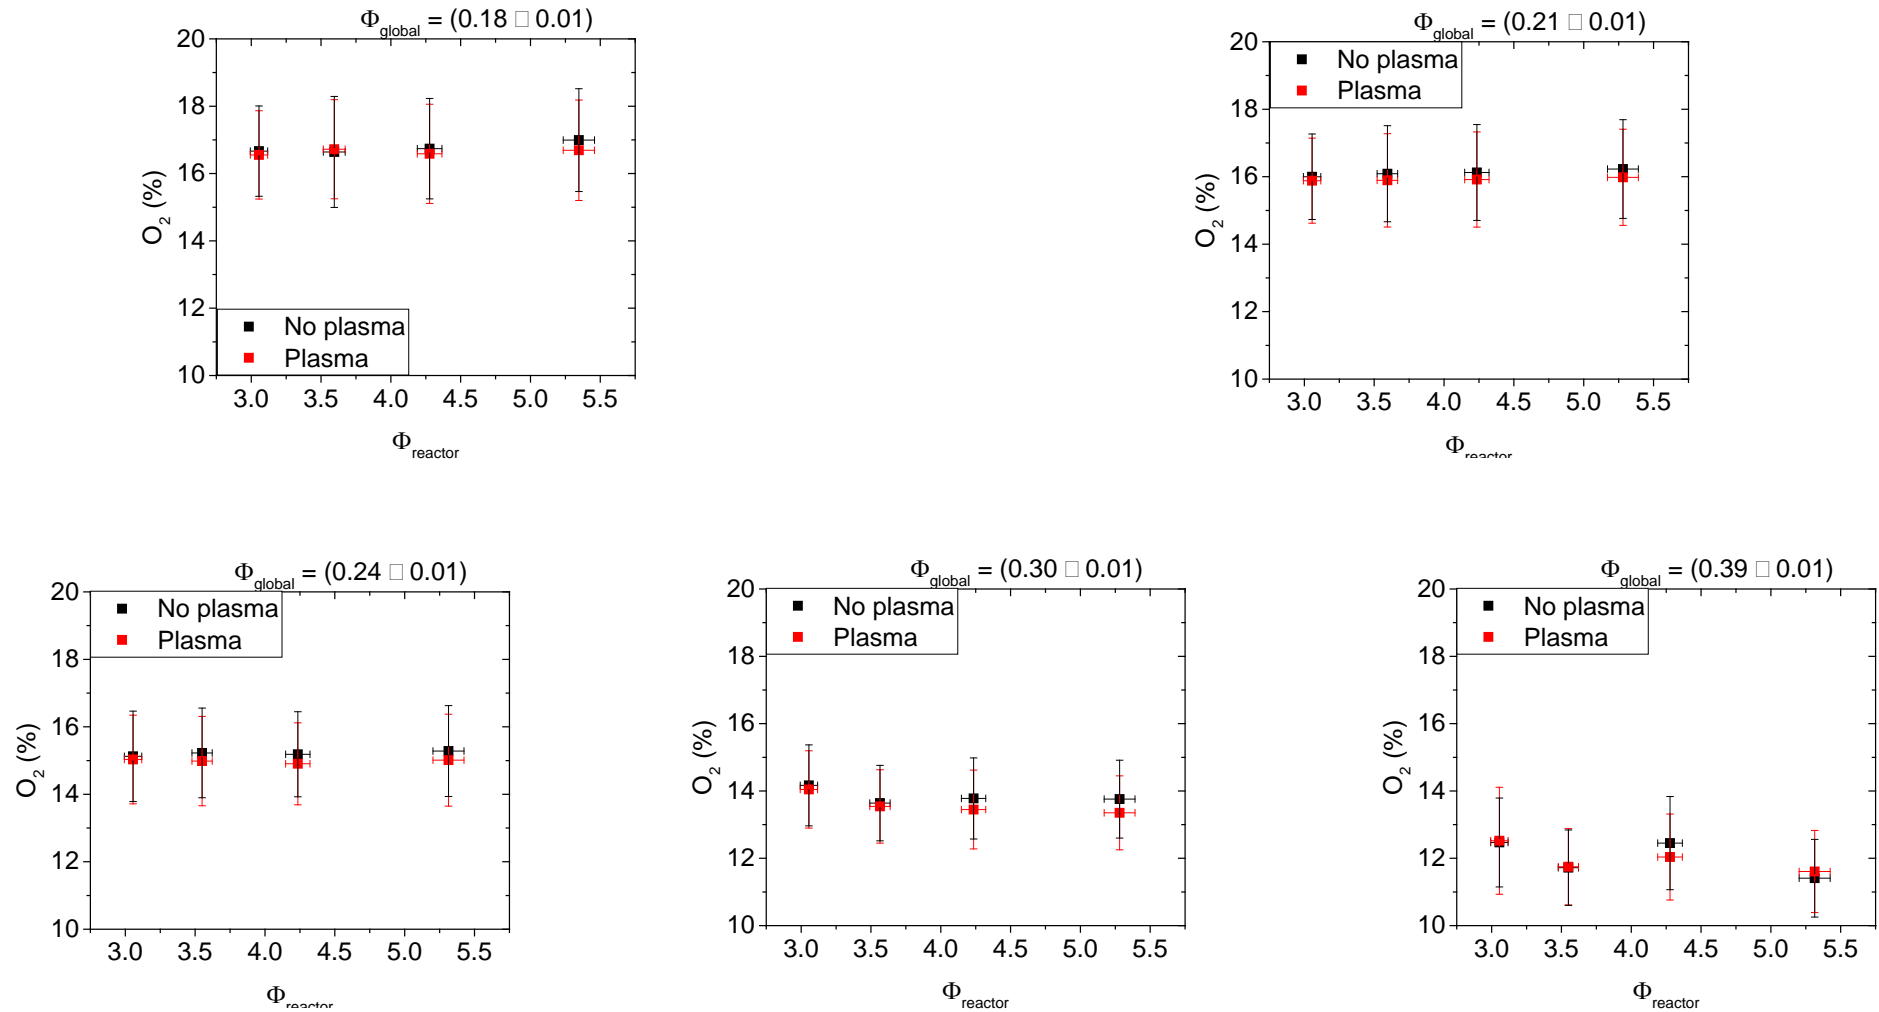 Φglobal = (0.18 □ 0.01)
20
18
16
14
12
10
O2 (%)
No plasma
Plasma
3.0 3.5 4.0 4.5 5.0 5.5
Φreactor
Φglobal = (0.21 □ 0.01)
20
18
16
14
12
10
O2 (%)
No plasma
Plasma
3.0 3.5 4.0 4.5 5.0 5.5
Φreactor
Φglobal = (0.24 □ 0.01)
20
18
16
14
12
10
O2 (%)
No plasma
Plasma
3.0 3.5 4.0 4.5 5.0 5.5
Φreactor
Φglobal = (0.30 □ 0.01)
20
18
16
14
12
10
O2 (%)
No plasma
Plasma
3.0 3.5 4.0 4.5 5.0 5.5
Φreactor
Φglobal = (0.39 □ 0.01)
20
18
16
14
12
10
O2 (%)
No plasma
Plasma
3.0 3.5 4.0 4.5 5.0 5.5
Φreactor